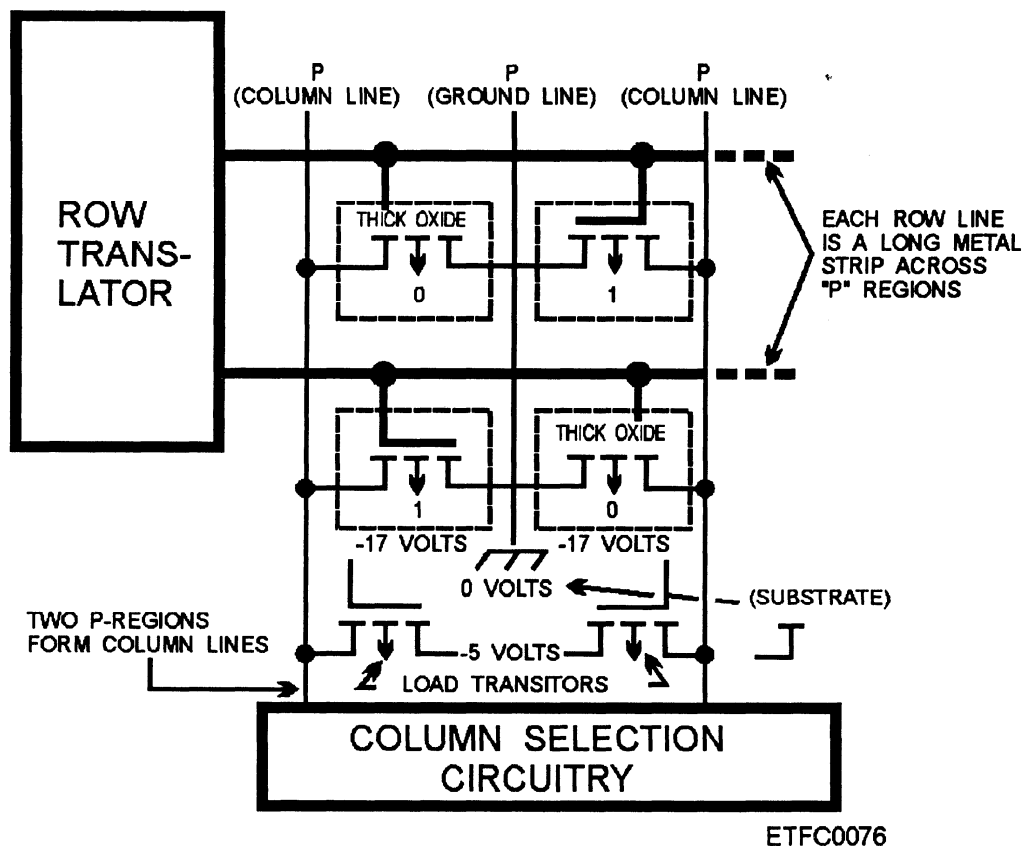 P
(COLUMN LINE)
P
(GROUND LINE)
P
(COLUMN LINE)
ROW
TRANS-
LATOR
THICK OXIDE
0
1
EACH ROW LINE
IS A LONG METAL
STRIP ACROSS
"P" REGIONS
1
THICK OXIDE
0
-17 VOLTS
-17 VOLTS
0 VOLTS
(SUBSTRATE)
TWO P-REGIONS
FORM COLUMN LINES
-5 VOLTS
LOAD TRANSITORS
COLUMN SELECTION
CIRCUITRY
ETFC0076